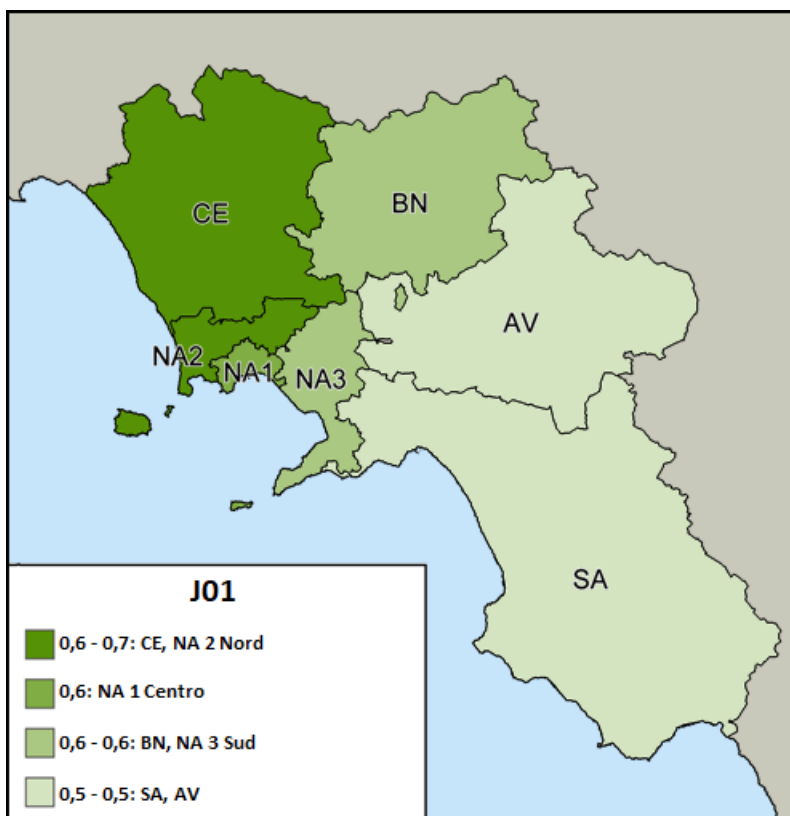 CE
BN
AV
NA2
NA1
NA3
SA
J01
0,6 - 0,7: CE, NA 2 Nord
0,6: NA 1 Centro
0,6 - 0,6: BN, NA 3 Sud
0,5 - 0,5: SA, AV